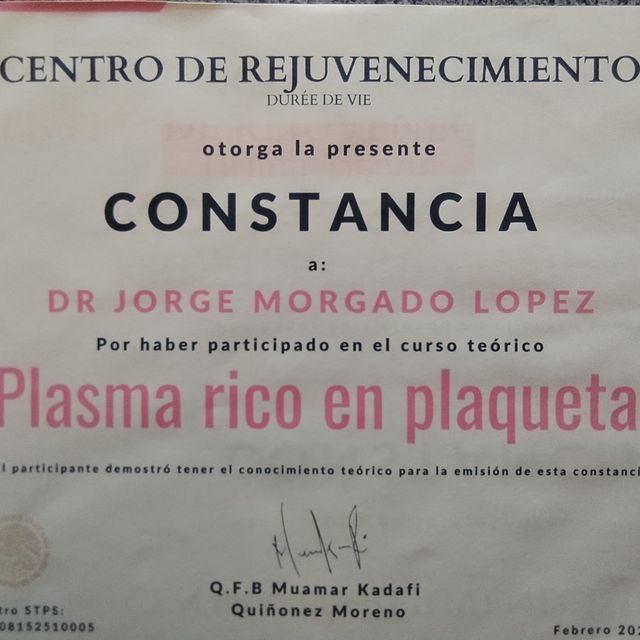 CENTRO DE REJUVENECIMIENTO
DURÉE DE VIE
otorga la presente
CONSTANCIA
a:
DR JORGE MORGADO LOPEZ
Por haber participado en el curso teórico
Plasma rico en plaqueta
l participante demostró tener el conocimiento teórico para la emisión de esta constanci
Q.F.B Muamar Kadafi
Quiñonez Moreno
tro STPS:
08152510005
Febrero 202